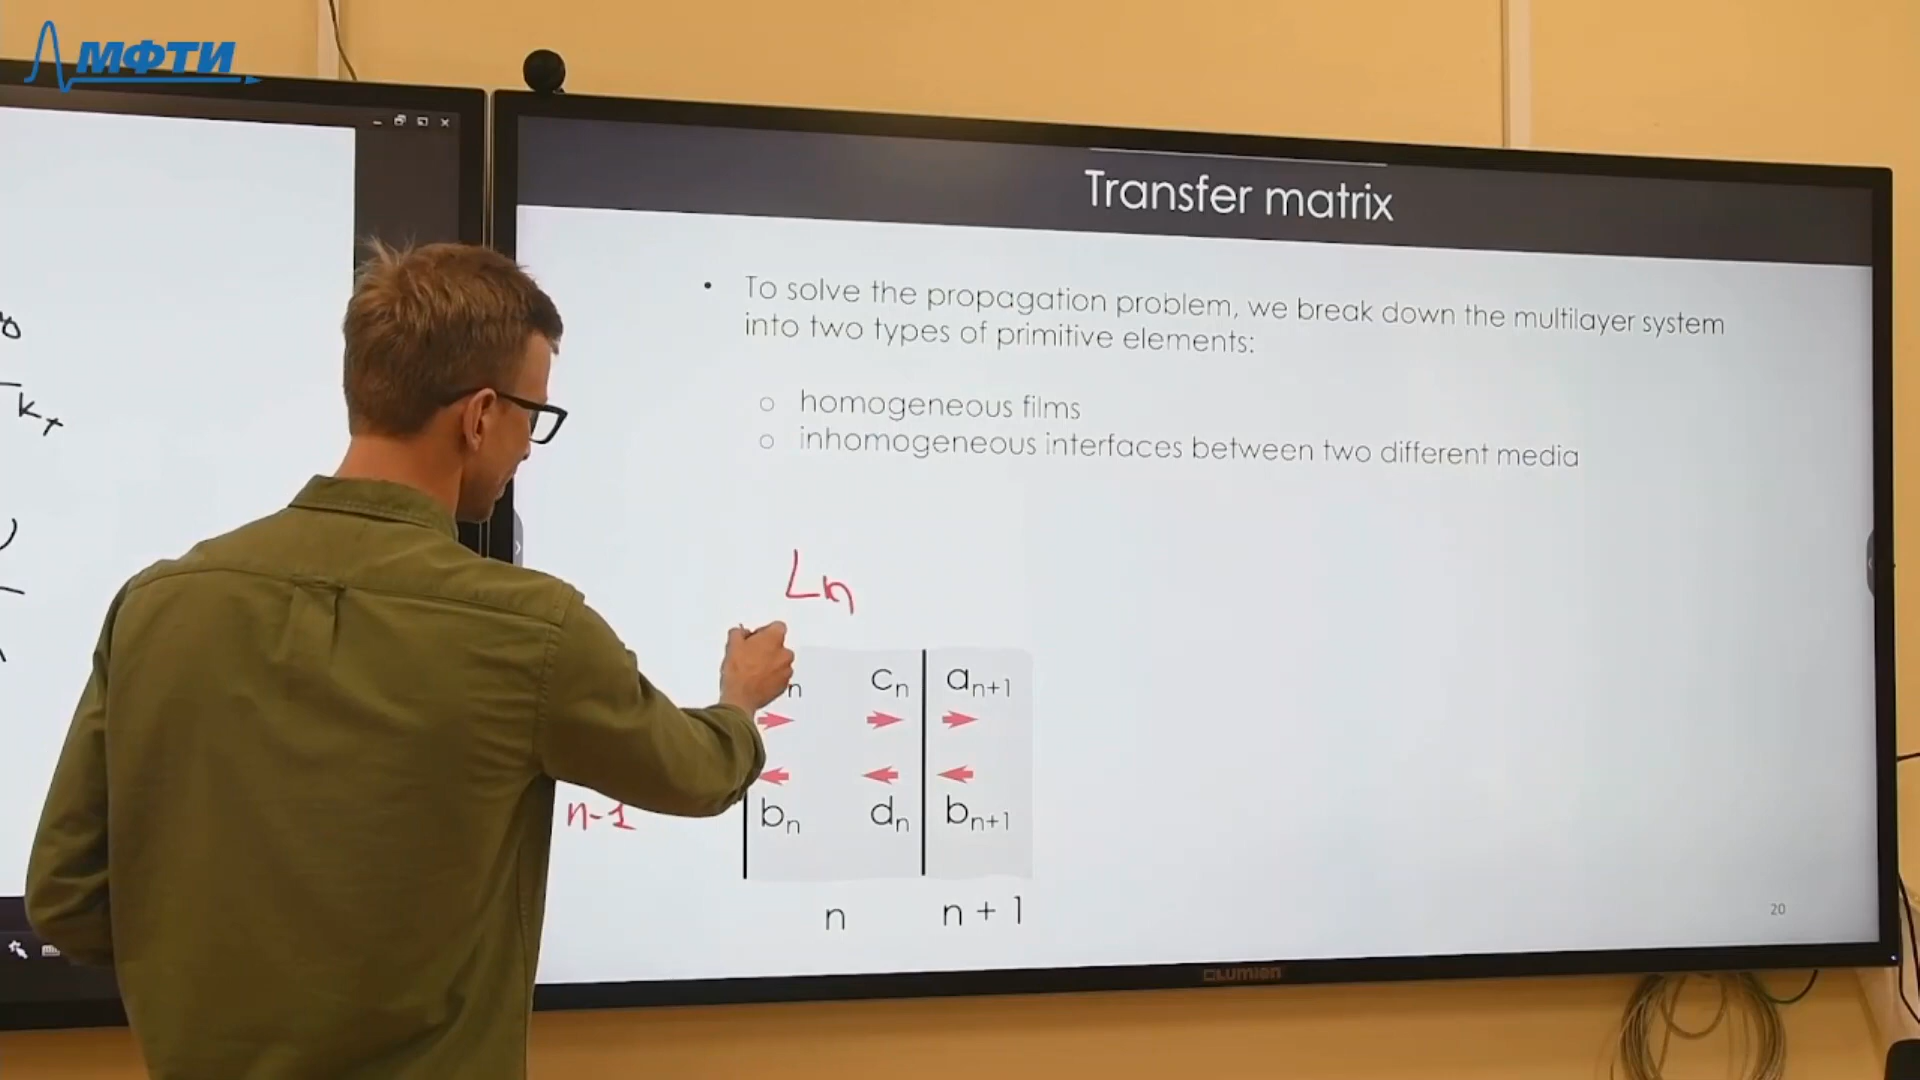 МФТИ
Transfer matrix
• To solve the propagation problem, we break down the multilayer system
into two types of primitive elements:
o homogeneous films
o inhomogeneous interfaces between two different media
Ln
n cn an+1
n-1 bn dn bn+1
n n + 1
20
CLUMIEN
k